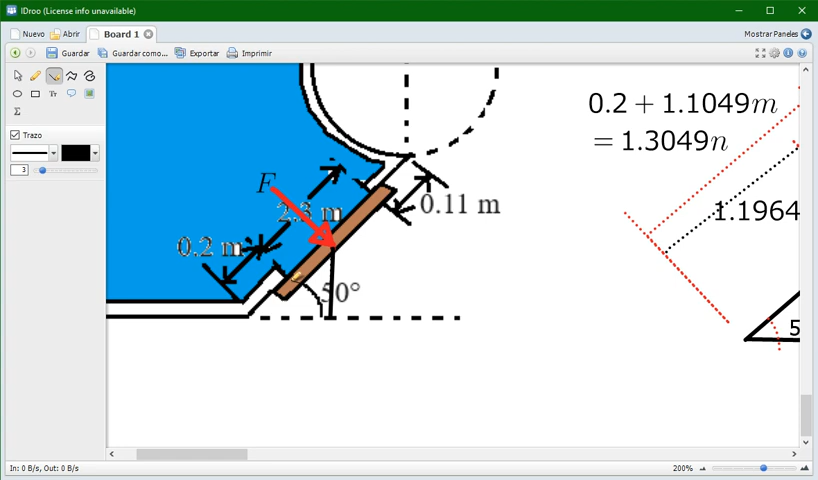 IDroo (License info unavailable)
Nuevo Abrir Board 1 Mostrar Paneles
Guardar Guardar como... Exportar Imprimir
Tr
Σ
Trazo
3
0.2 + 1.1049m
= 1.3049n
F
2.3 m
0.11 m
1.1964
0.2 m
50°
5
In: 0 B/s, Out: 0 B/s 200%